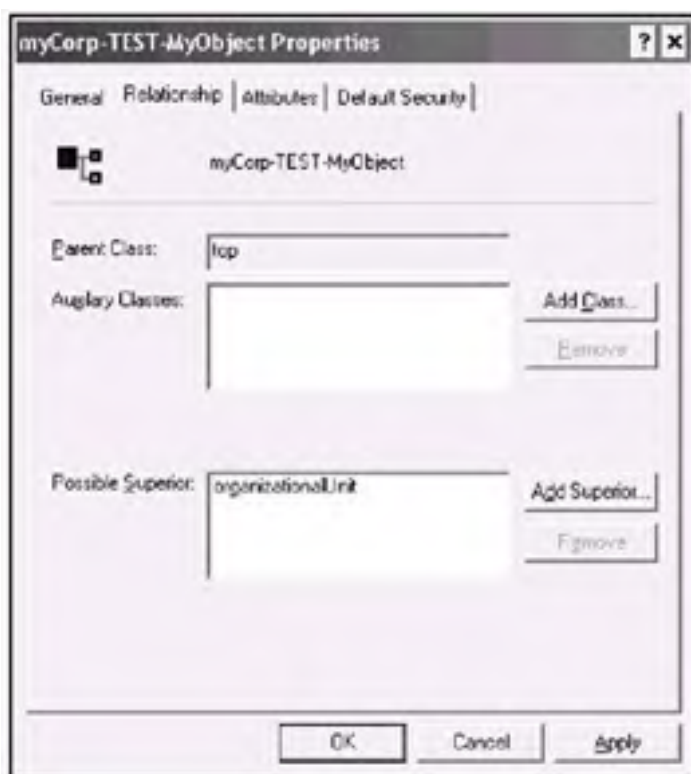 myCorp-TEST-MyObject Properties ? x
General Relationship Attributes Default Security
myCorp-TEST-MyObject
Parent Class: top
Auxiliary Classes: Add Class...
Remove
Possible Superior: organizationalUnit Add Superior...
Remove
OK Cancel Apply